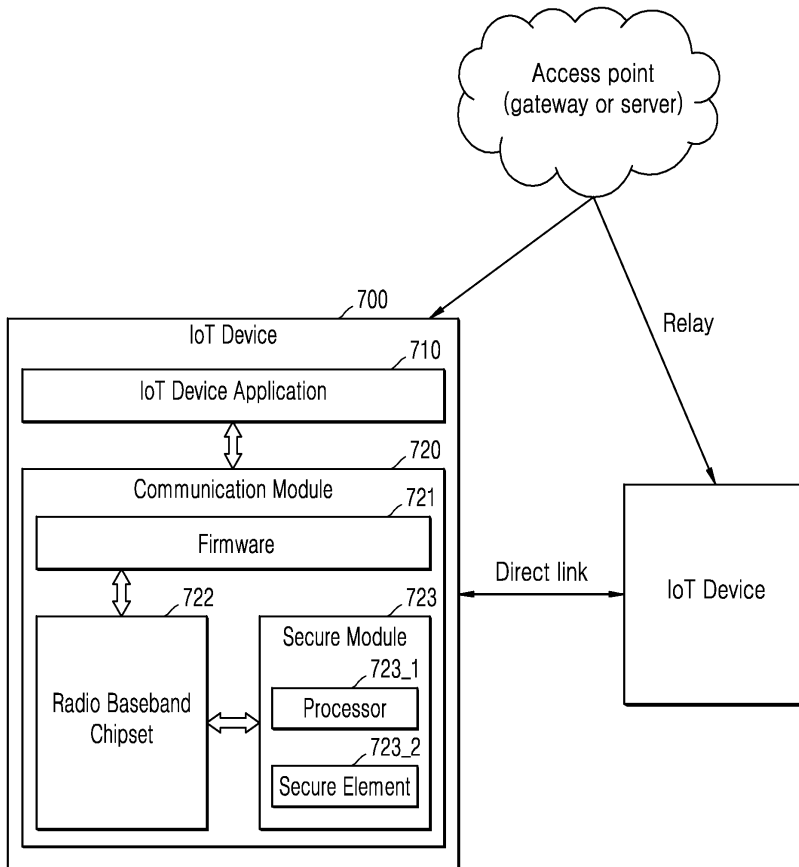 Access point
(gateway or server)
700
IoT Device
Relay
710
IoT Device Application
720
Communication Module
721
Firmware
Direct link
IoT Device
722
723
Radio Baseband
Chipset
Secure Module
723_1
Processor
723_2
Secure Element